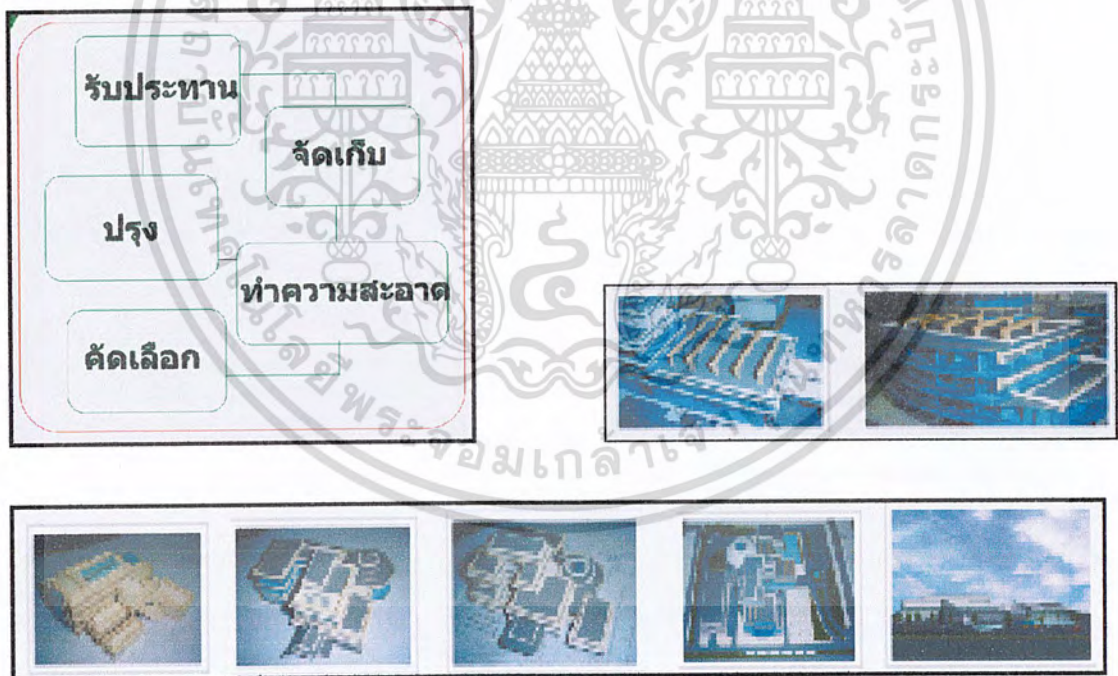 รับประทาน
จัดเก็บ
ปรุง
ทำความสะอาด
คัดเลือก